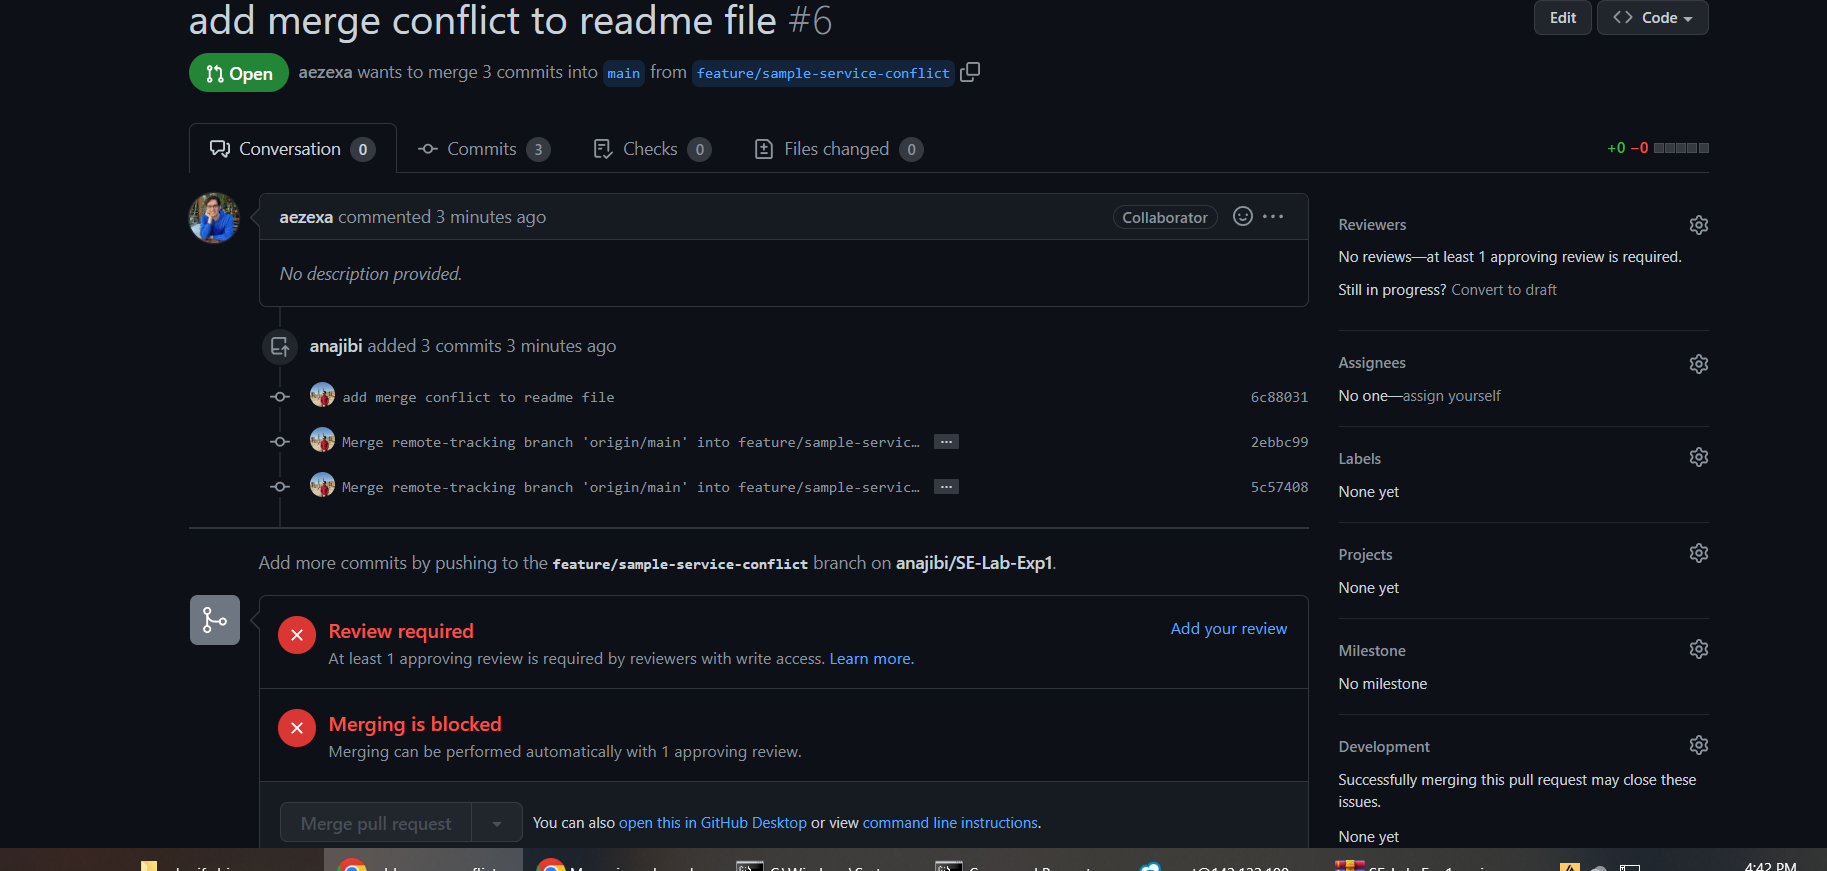 add merge conflict to readme file #6
Edit
Code
Open
aezexa wants to merge 3 commits into main from feature/sample-service-conflict
Conversation 0
Commits 3
Checks 0
Files changed 0
+0 −0
aezexa commented 3 minutes ago
Collaborator
No description provided.
anajibi added 3 commits 3 minutes ago
add merge conflict to readme file
6c88031
Merge remote-tracking branch 'origin/main' into feature/sample-servic…
2ebbc99
Merge remote-tracking branch 'origin/main' into feature/sample-servic…
5c57408
Add more commits by pushing to the feature/sample-service-conflict branch on anajibi/SE-Lab-Exp1.
Review required
Add your review
At least 1 approving review is required by reviewers with write access. Learn more.
Merging is blocked
Merging can be performed automatically with 1 approving review.
Merge pull request
You can also open this in GitHub Desktop or view command line instructions.
Reviewers
No reviews—at least 1 approving review is required.
Still in progress? Convert to draft
Assignees
No one—assign yourself
Labels
None yet
Projects
None yet
Milestone
No milestone
Development
Successfully merging this pull request may close these
issues.
None yet
4:42 PM